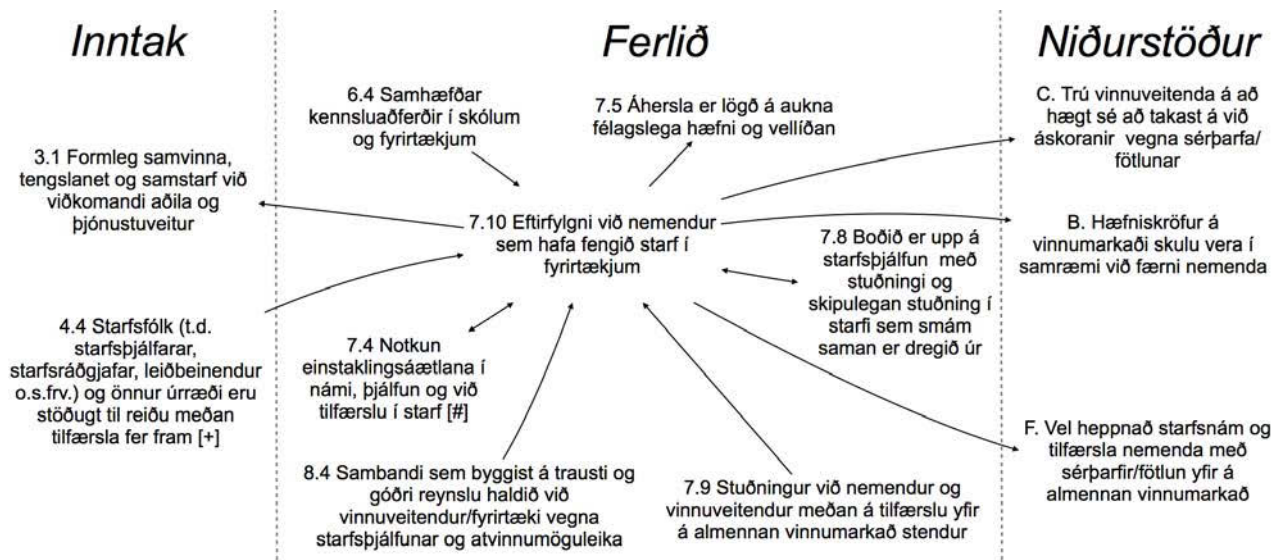 Inntak
Ferlið
Niðurstöður
3.1 Formleg samvinna,
tengslanet og samstarf við
viðkomandi aðila og
þjónustuveitur
4.4 Starfsfólk (t.d.
starfsþjálfarar,
starfsráðgjafar, leiðbeinendur
o.s.frv.) og önnur úrræði eru
stöðugt til reiðu meðan
tilfærsla fer fram [+]
6.4 Samhæfðar
kennsluaðferðir í skólum
og fyrirtækjum
7.5 Áhersla er lögð á aukna
félagslega hæfni og vellíðan
7.10 Eftirfylgni við nemendur
sem hafa fengið starf í
fyrirtækjum
7.8 Boðið er upp á
starfsþjálfun með
stuðningi og
skipulegan stuðning í
starfi sem smám
saman er dregið úr
7.4 Notkun
einstaklingsáætlana í
námi, þjálfun og við
tilfærslu í starf [#]
8.4 Sambandi sem byggist á trausti og
góðri reynslu haldið við
vinnuveitendur/fyrirtæki vegna
starfsþjálfunar og atvinnumöguleika
7.9 Stuðningur við nemendur og
vinnuveitendur meðan á tilfærslu yfir
á almennan vinnumarkað stendur
C. Trú vinnuveitenda á að
hægt sé að takast á við
áskoranir vegna sérþarfa/
fötlunar
B. Hæfniskröfur á
vinnumarkaði skulu vera í
samræmi við færni nemenda
F. Vel heppnað starfsnám og
tilfærsla nemenda með
sérþarfir/fötlun yfir á
almennan vinnumarkað